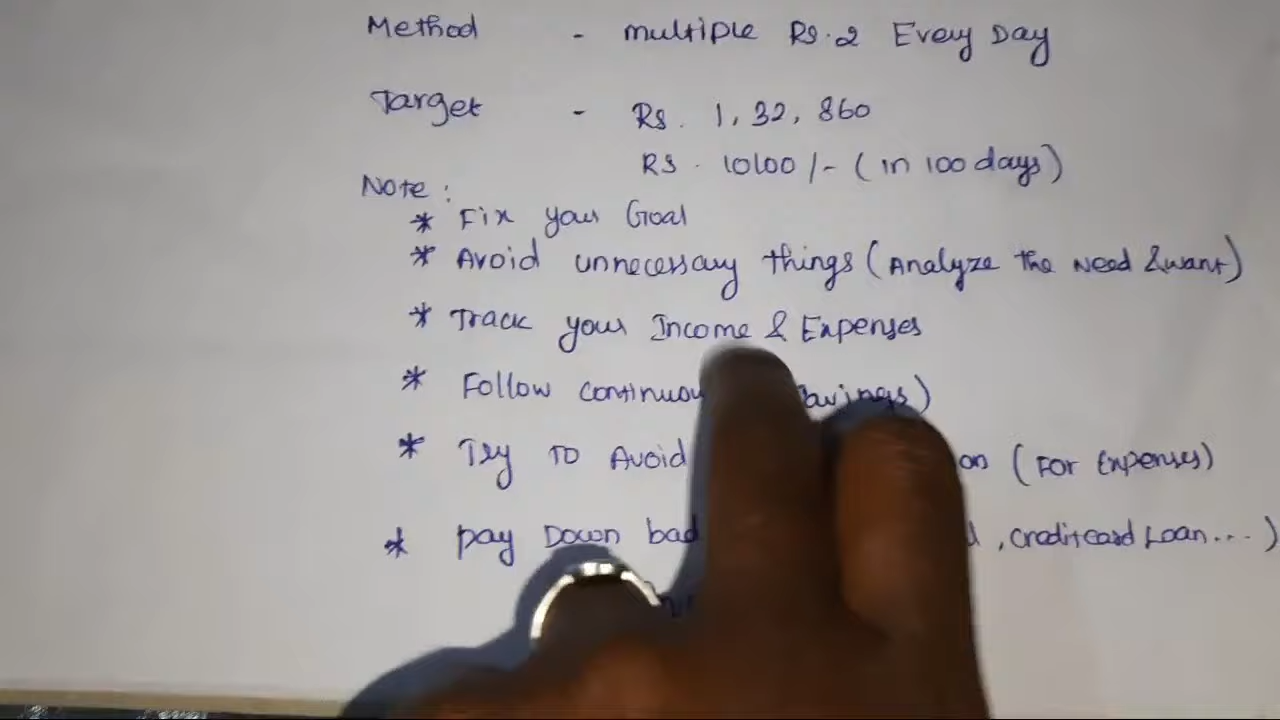 Method - multiple Rs.2 Every Day
Target - Rs. 1,32,860
Rs. 10100/- (in 100 days)
Note :
* Fix your Goal
* Avoid unnecessary things (Analyze the Need & want)
* Track your Income & Expenses
* Follow
* Try To Avoid on (For Expenses)
* Pay Down bad , creditcard Loan...)